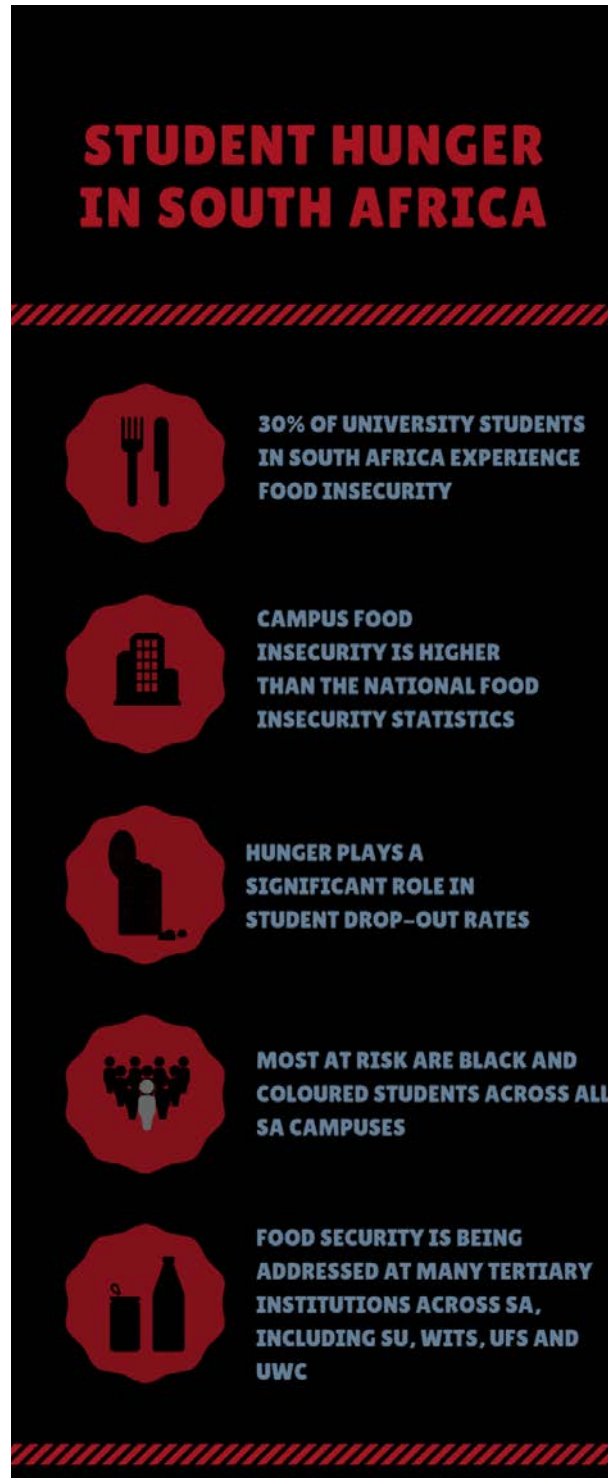 STUDENT HUNGER
IN SOUTH AFRICA
30% OF UNIVERSITY STUDENTS
IN SOUTH AFRICA EXPERIENCE
FOOD INSECURITY
CAMPUS FOOD
INSECURITY IS HIGHER
THAN THE NATIONAL FOOD
INSECURITY STATISTICS
HUNGER PLAYS A
SIGNIFICANT ROLE IN
STUDENT DROP-OUT RATES
MOST AT RISK ARE BLACK AND
COLOURED STUDENTS ACROSS ALL
SA CAMPUSES
FOOD SECURITY IS BEING
ADDRESSED AT MANY TERTIARY
INSTITUTIONS ACROSS SA,
INCLUDING SU, WITS, UFS AND
UWC